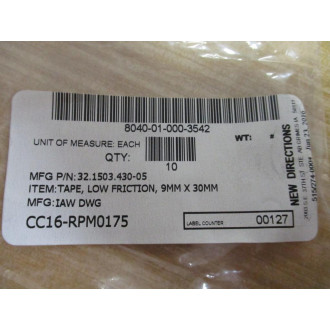 8040-01-000-3542
UNIT OF MEASURE: EACH
WT: #
QTY:
10
MFG P/N: 32.1503.430-05
ITEM: TAPE, LOW FRICTION, 9MM X 30MM
MFG: IAW DWG
CC16-RPM0175
LABEL COUNTER
00127
NEW DIRECTIONS